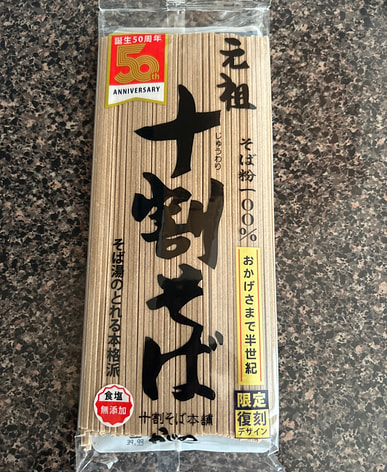 誕生50周年
50th
ANNIVERSARY
元祖
そば粉一〇〇%
じゅうわり
十割そば
おかげさまで半世紀
そば湯のとれる本格派
食塩
無添加
十割そば本舗
限定
復刻
デザイン